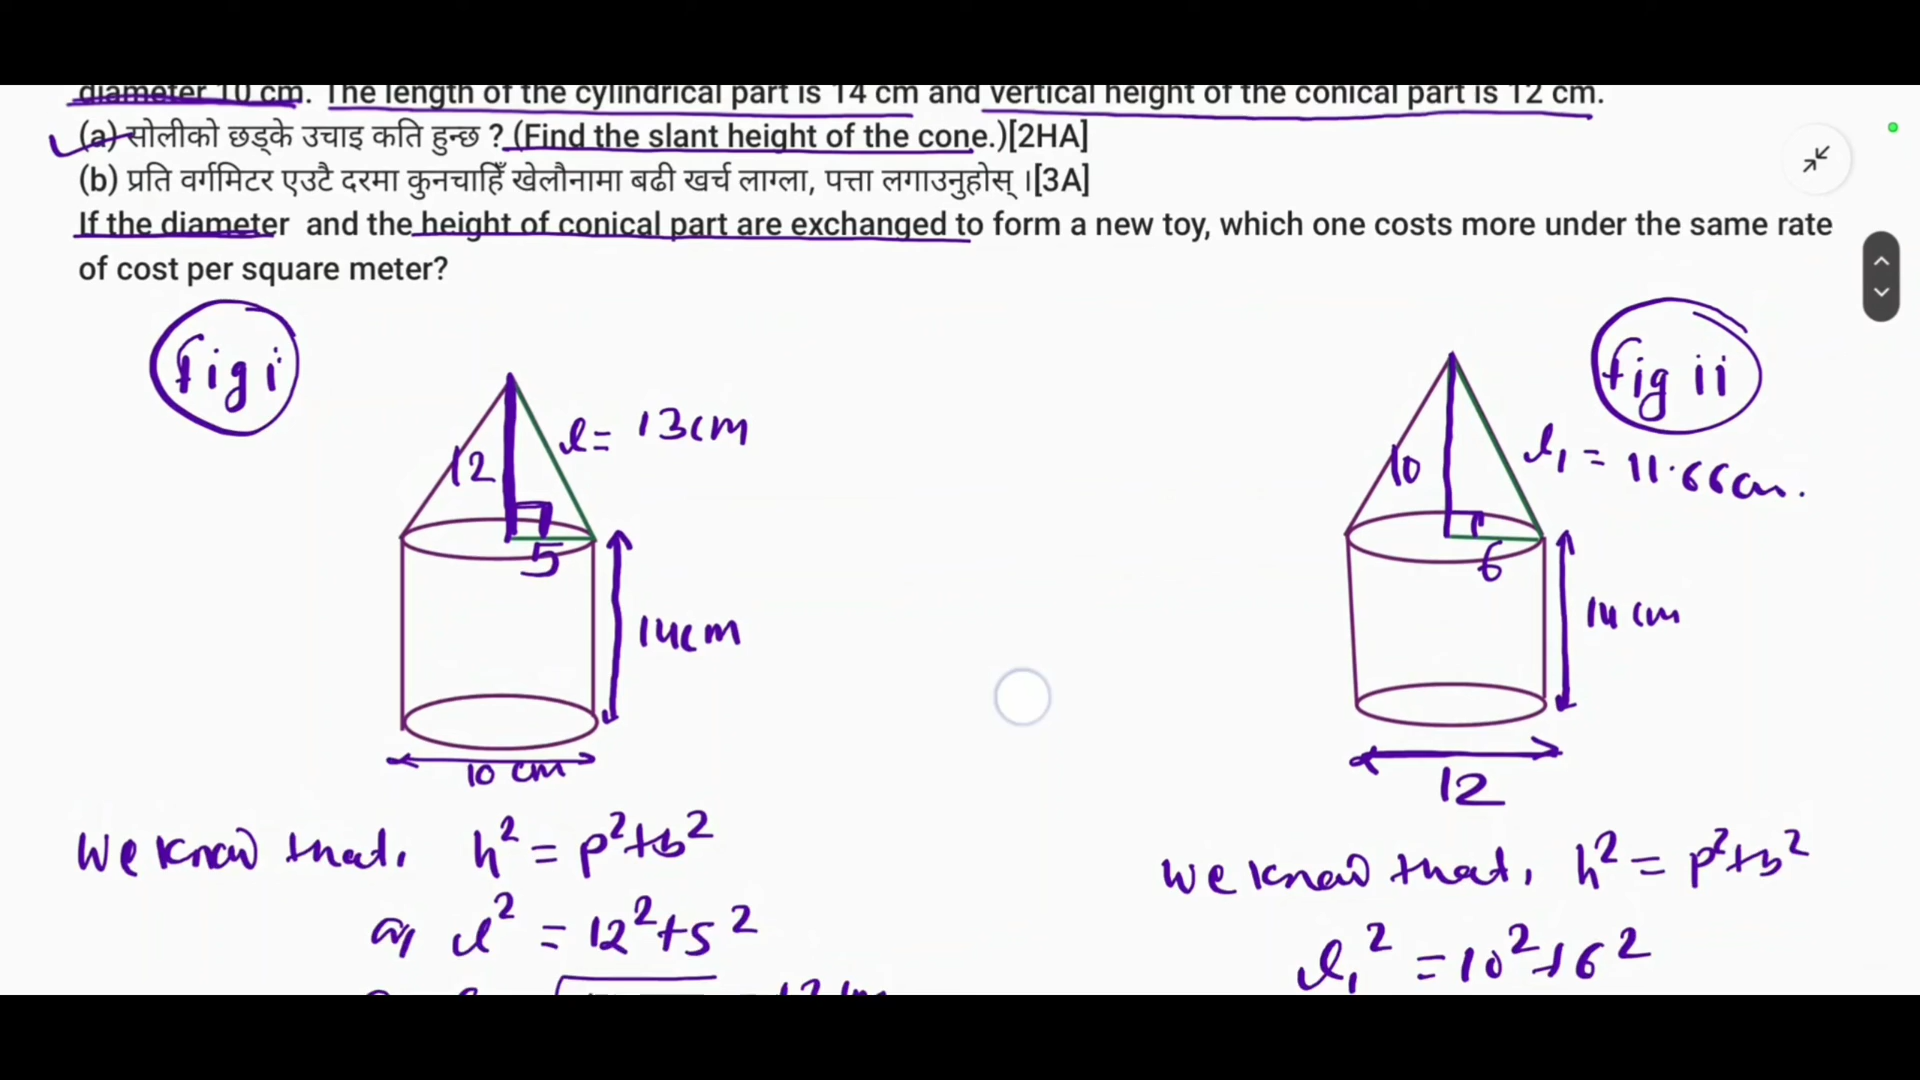 diameter 10 cm. The length of the cylindrical part is 14 cm and vertical height of the conical part is 12 cm.
(a) सोलीको छड्के उचाइ कति हुन्छ ? (Find the slant height of the cone.)[2HA]
(b) प्रति वर्गमिटर एउटै दरमा कुनचाहिँ खेलौनामा बढी खर्च लाग्ला, पत्ता लगाउनुहोस् ।[3A]
If the diameter and the height of conical part are exchanged to form a new toy, which one costs more under the same rate
of cost per square meter?
fig i
fig ii
12
l = 13cm
5
14cm
10 cm
10
l₁ = 11.66cm.
6
14 cm
12
We know that, h² = p²+b²
or, l² = 12²+5²
We know that, h² = p²+b²
l₁² = 10²+6²